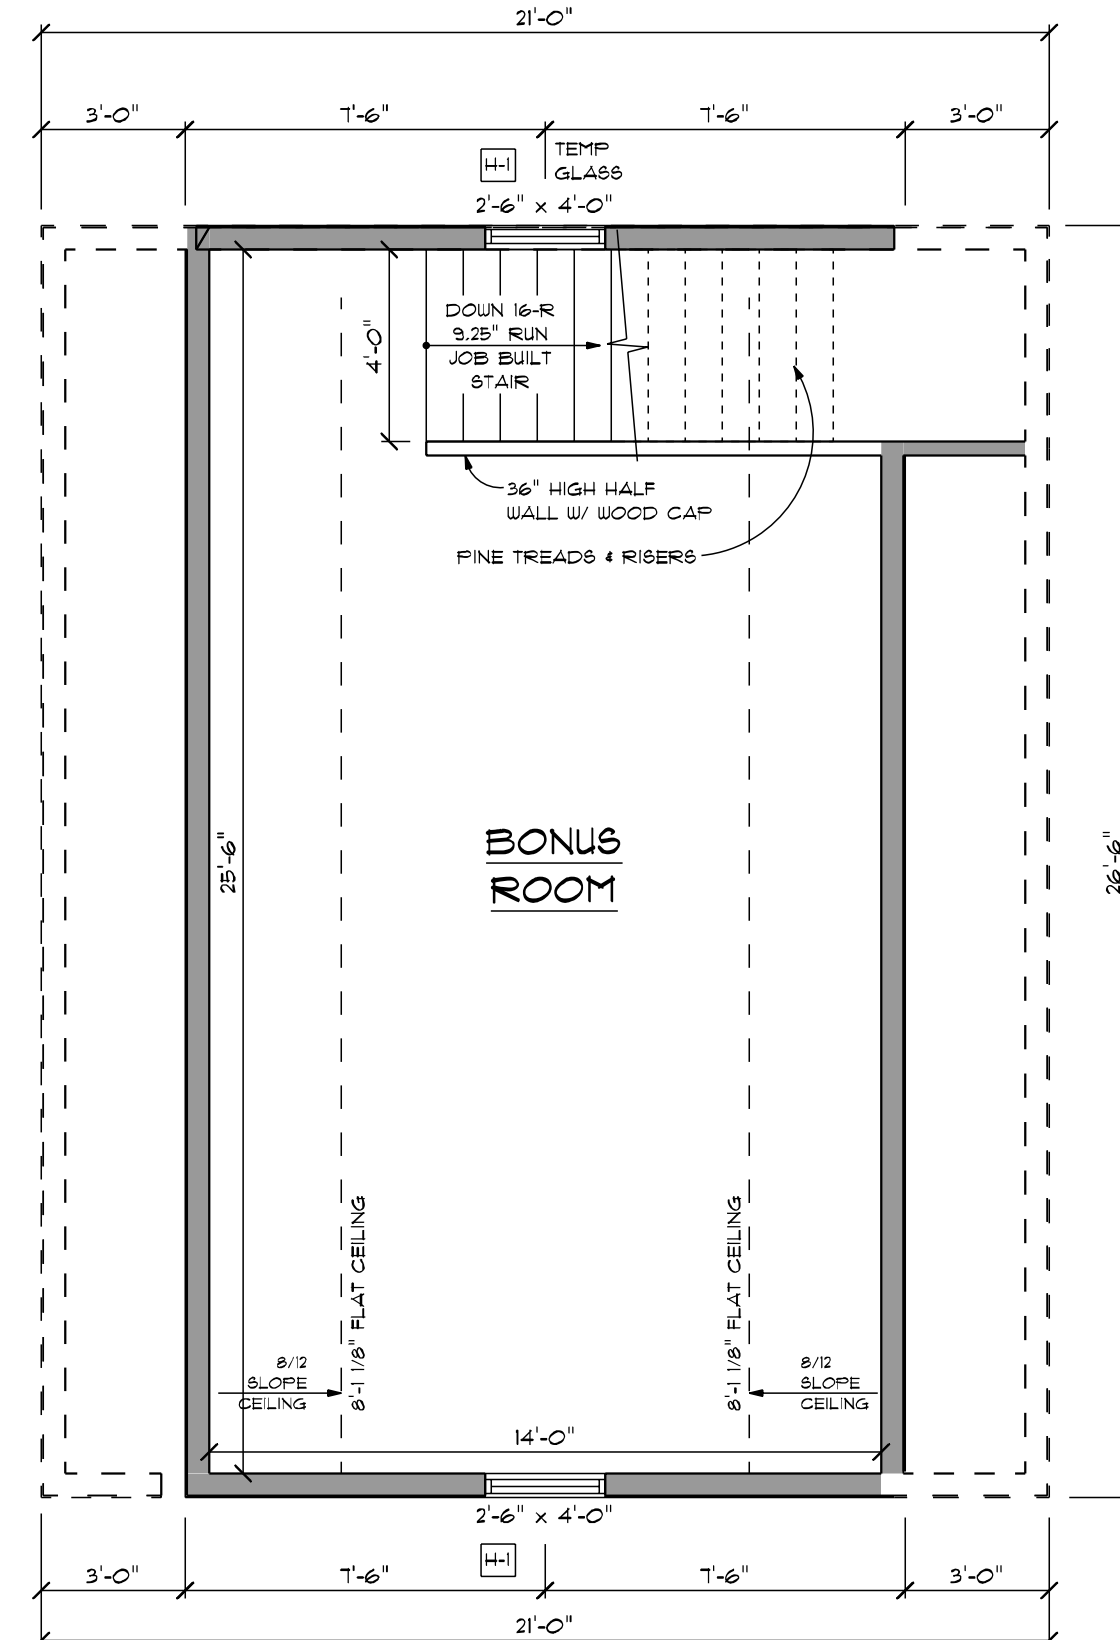 21'-0"
3'-0"
7'-6"
7'-6"
3'-0"
H-1
TEMP
GLASS
2'-6" x 4'-0"
DOWN 16-R
9.25" RUN
JOB BUILT
STAIR
4'-0"
36" HIGH HALF
WALL W/ WOOD CAP
PINE TREADS & RISERS
BONUS
ROOM
25'-6"
26'-6"
8'-1 1/8" FLAT CEILING
8'-1 1/8" FLAT CEILING
8/12
SLOPE
CEILING
8/12
SLOPE
CEILING
14'-0"
2'-6" x 4'-0"
H-1
3'-0"
7'-6"
7'-6"
3'-0"
21'-0"